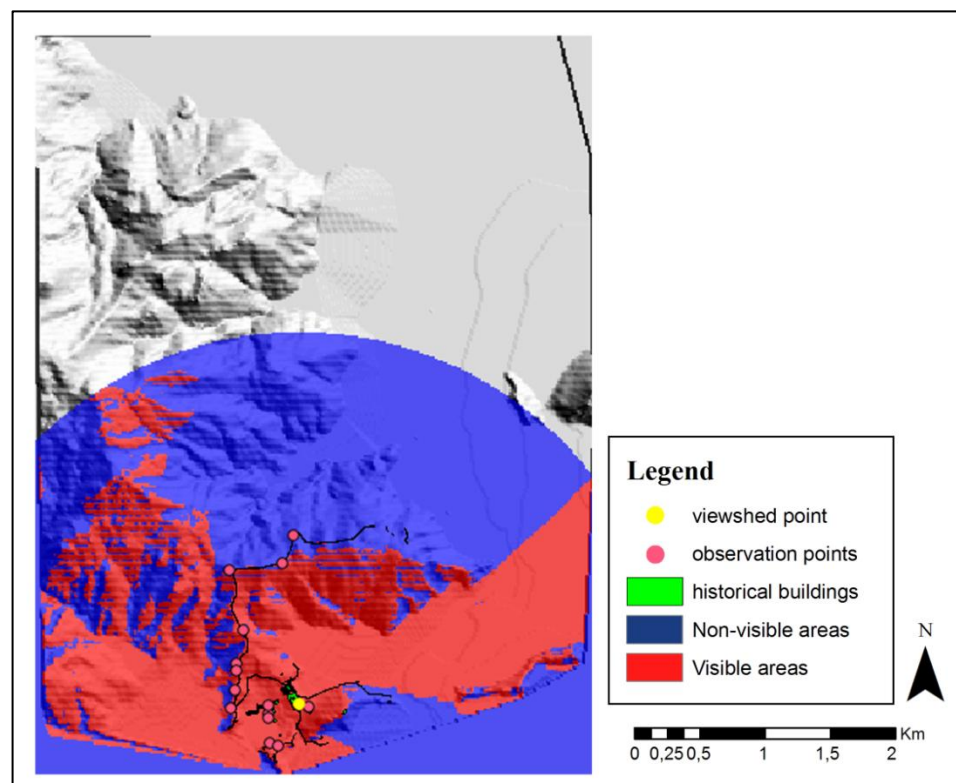 Legend
viewshed point
observation points
historical buildings
Non-visible areas
Visible areas
N
Km
0 0,25 0,5 1 1,5 2